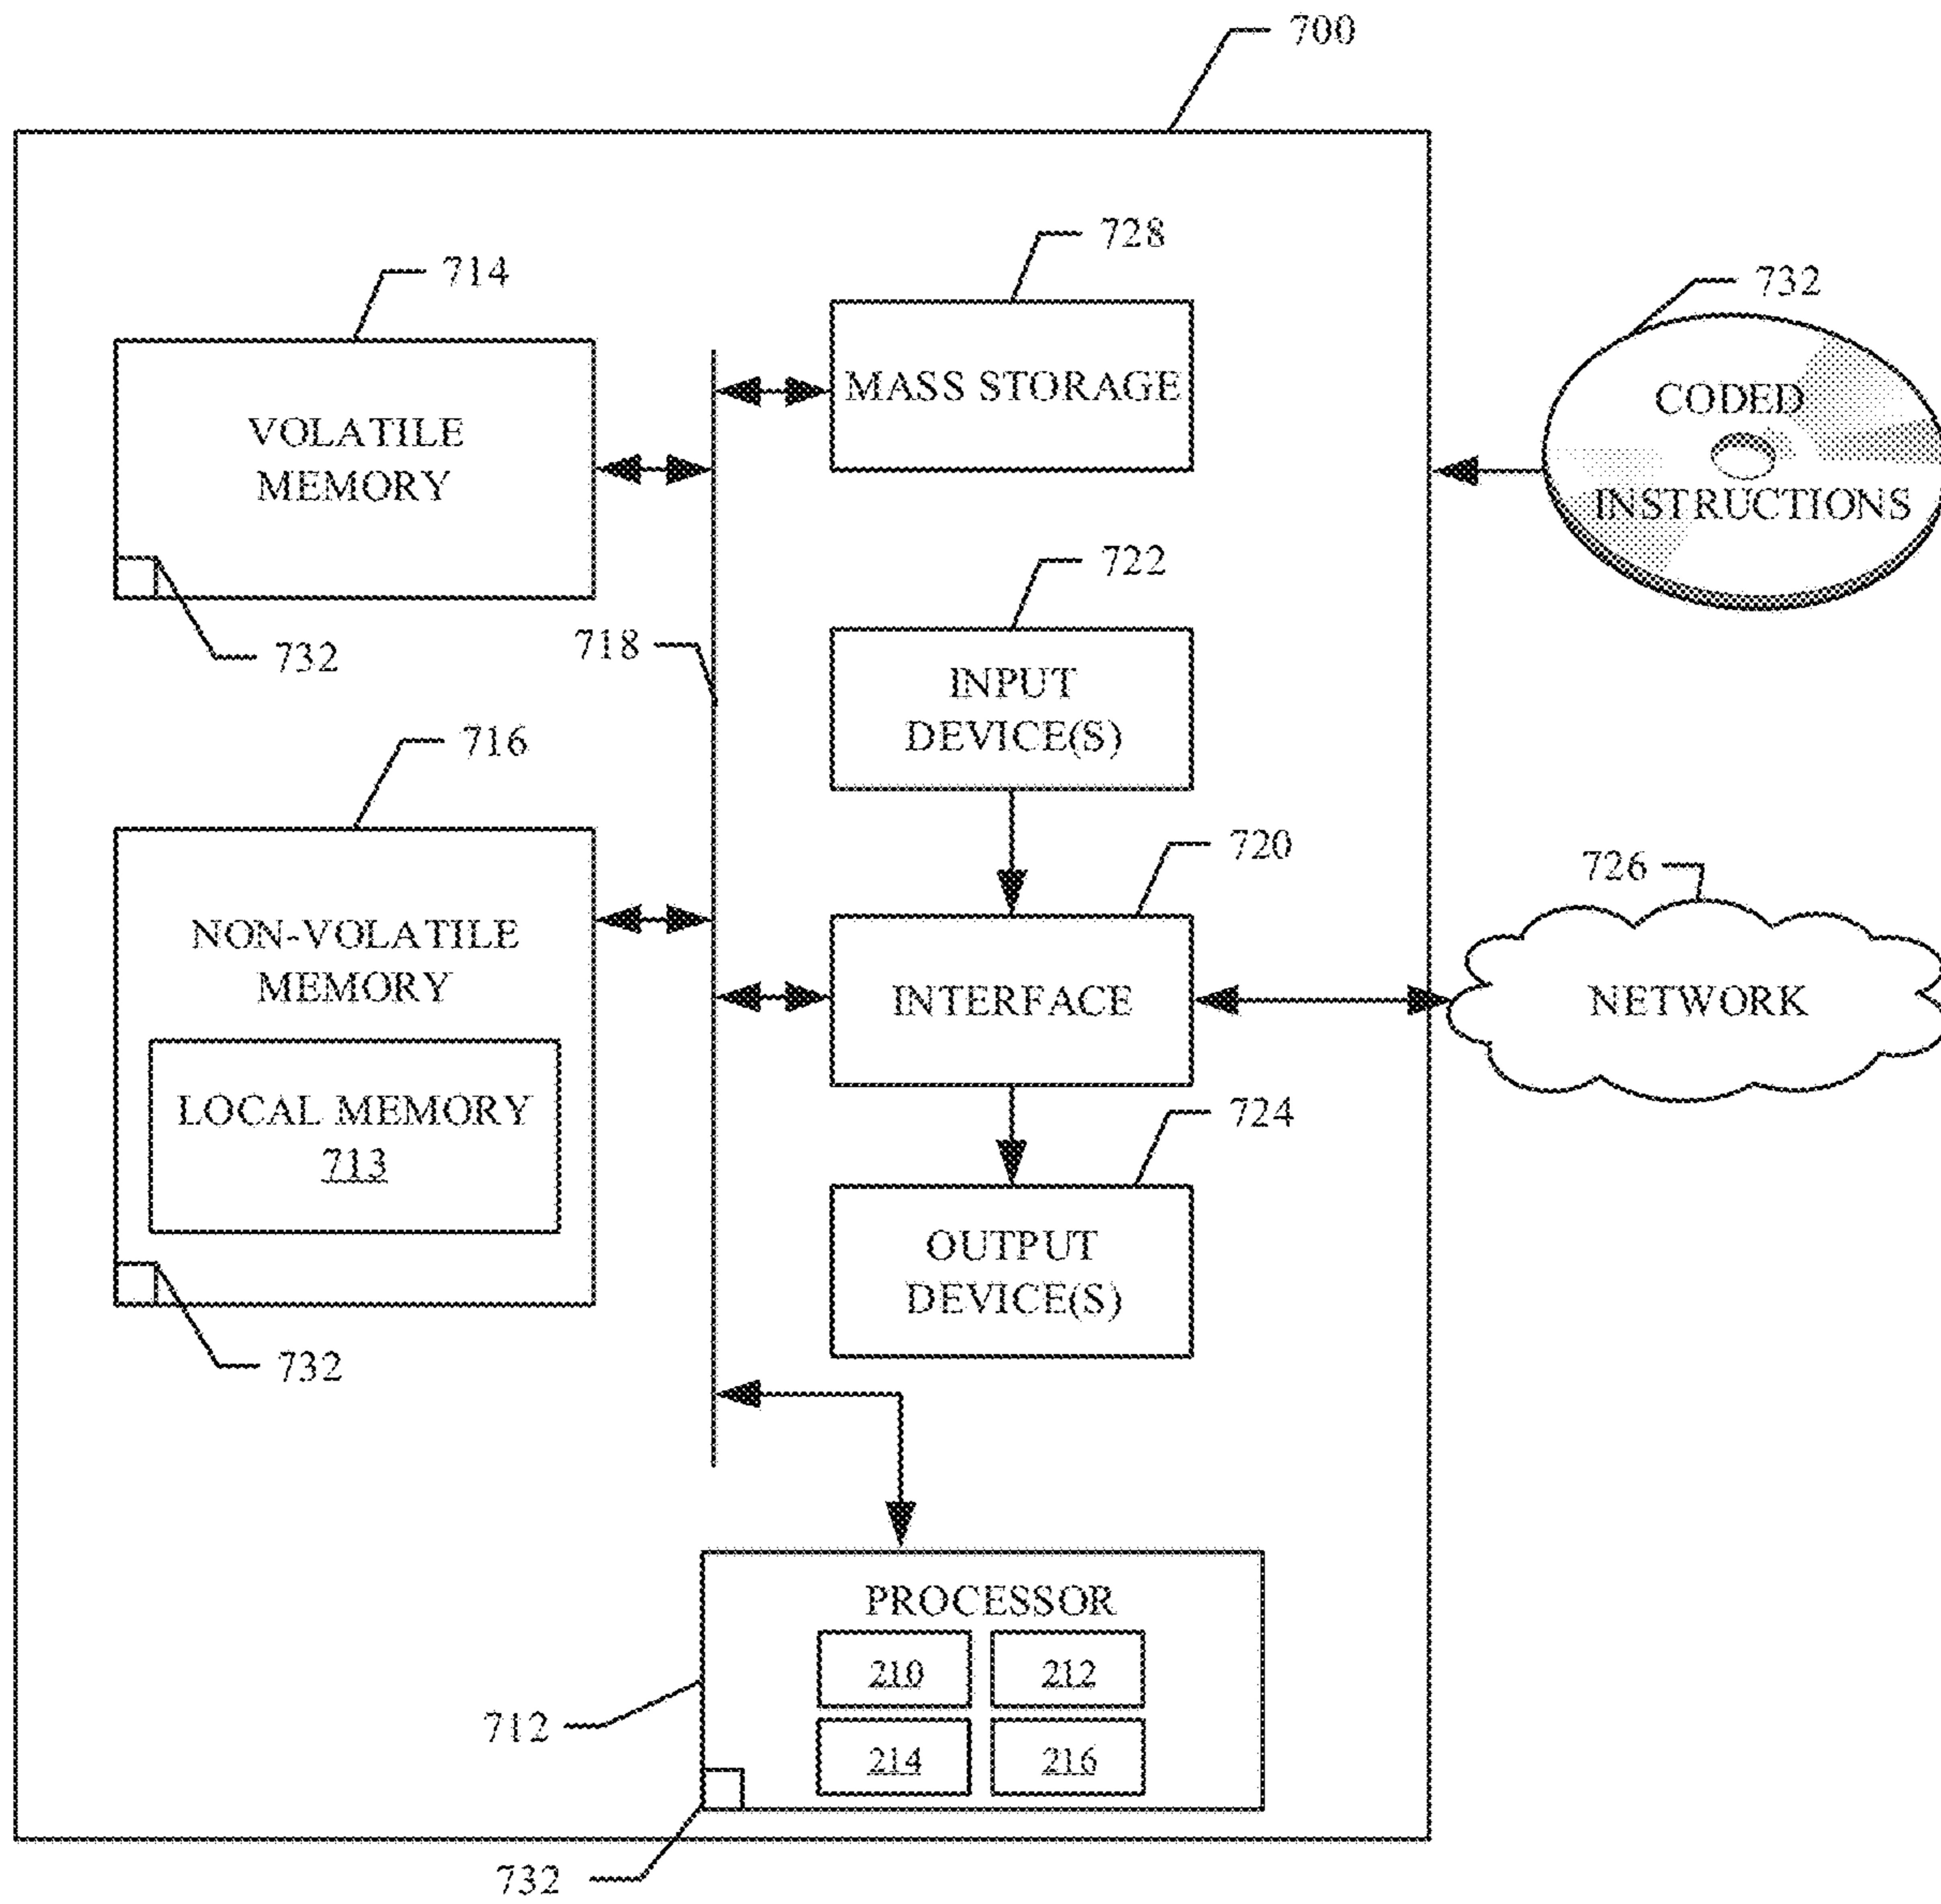 700
728
714
732
MASS STORAGE
VOLATILE
MEMORY
CODED
INSTRUCTIONS
722
732
718
INPUT
DEVICE(S)
716
720
726
NON-VOLATILE
MEMORY
INTERFACE
NETWORK
LOCAL MEMORY
713
724
OUTPUT
DEVICE(S)
732
PROCESSOR
210
212
712
214
216
732